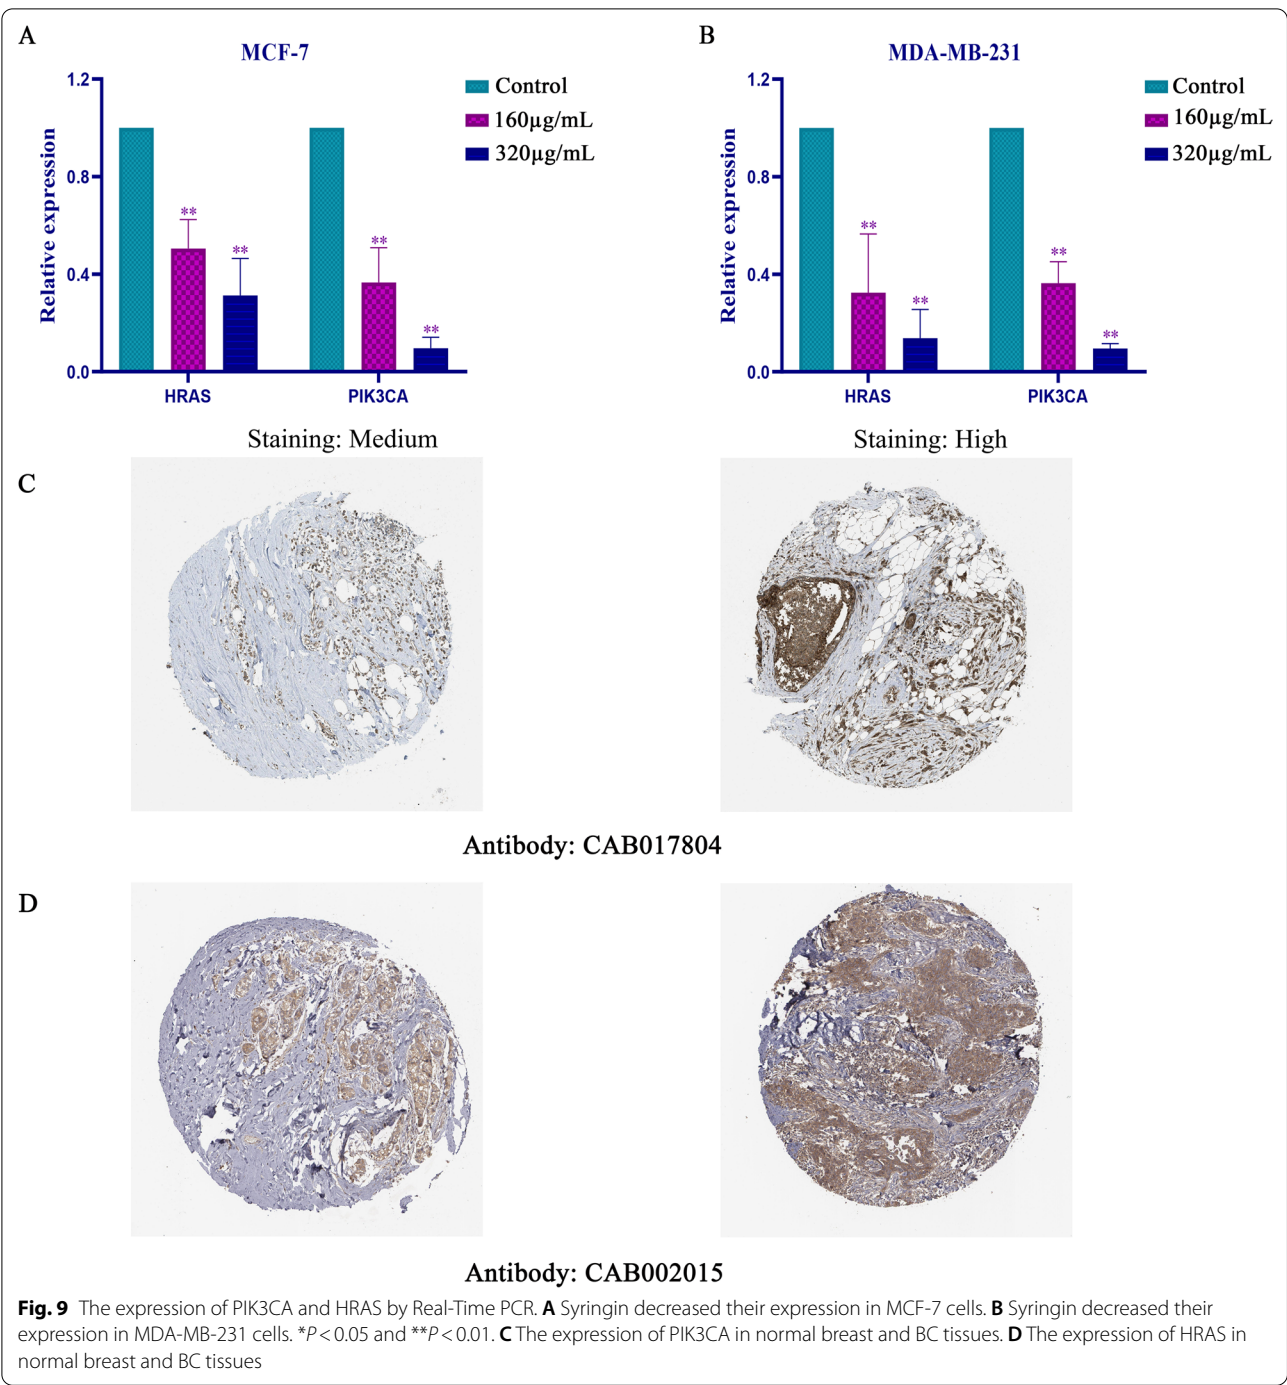 A
MCF-7
1.2
0.8
0.4
0.0
Relative expression
** ** ** **
HRAS PIK3CA
Control
160µg/mL
320µg/mL
B
MDA-MB-231
1.2
0.8
0.4
0.0
Relative expression
** ** ** **
HRAS PIK3CA
Control
160µg/mL
320µg/mL
Staining: Medium Staining: High
C
Antibody: CAB017804
D
Antibody: CAB002015
Fig. 9 The expression of PIK3CA and HRAS by Real-Time PCR. A Syringin decreased their expression in MCF-7 cells. B Syringin decreased their
expression in MDA-MB-231 cells. *P < 0.05 and **P < 0.01. C The expression of PIK3CA in normal breast and BC tissues. D The expression of HRAS in
normal breast and BC tissues